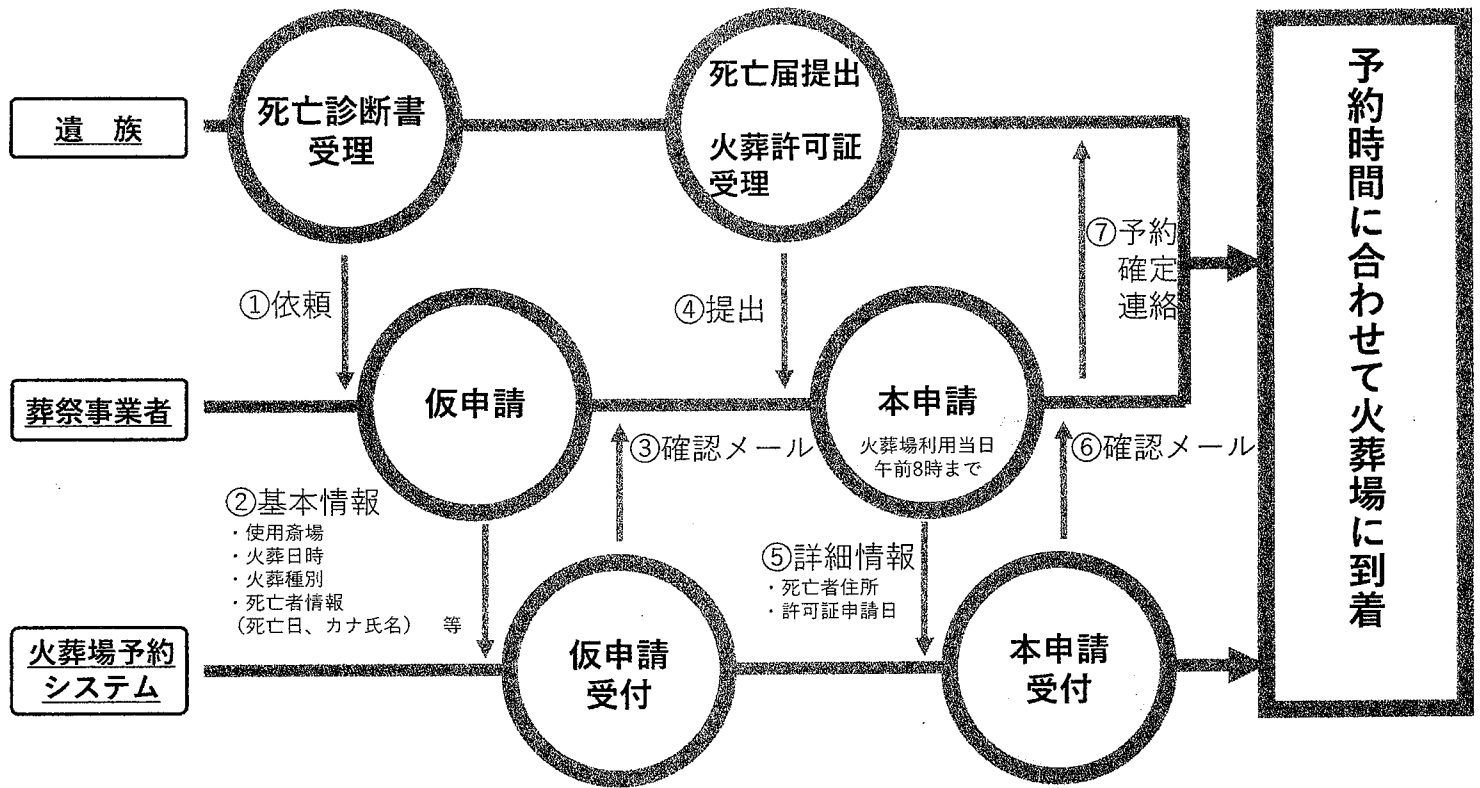 遺 族
死亡診断書
受理
死亡届提出
火葬許可証
受理
①依頼
④提出
⑦予約
確定
連絡
葬祭事業者
仮申請
本申請
火葬場利用当日
午前8時まで
③確認メール
⑥確認メール
②基本情報
・使用斎場
・火葬日時
・火葬種別
・死亡者情報
(死亡日、カナ氏名) 等
⑤詳細情報
・死亡者住所
・許可証申請日
火葬場予約
システム
仮申請
受付
本申請
受付
予約時間に合わせて火葬場に到着